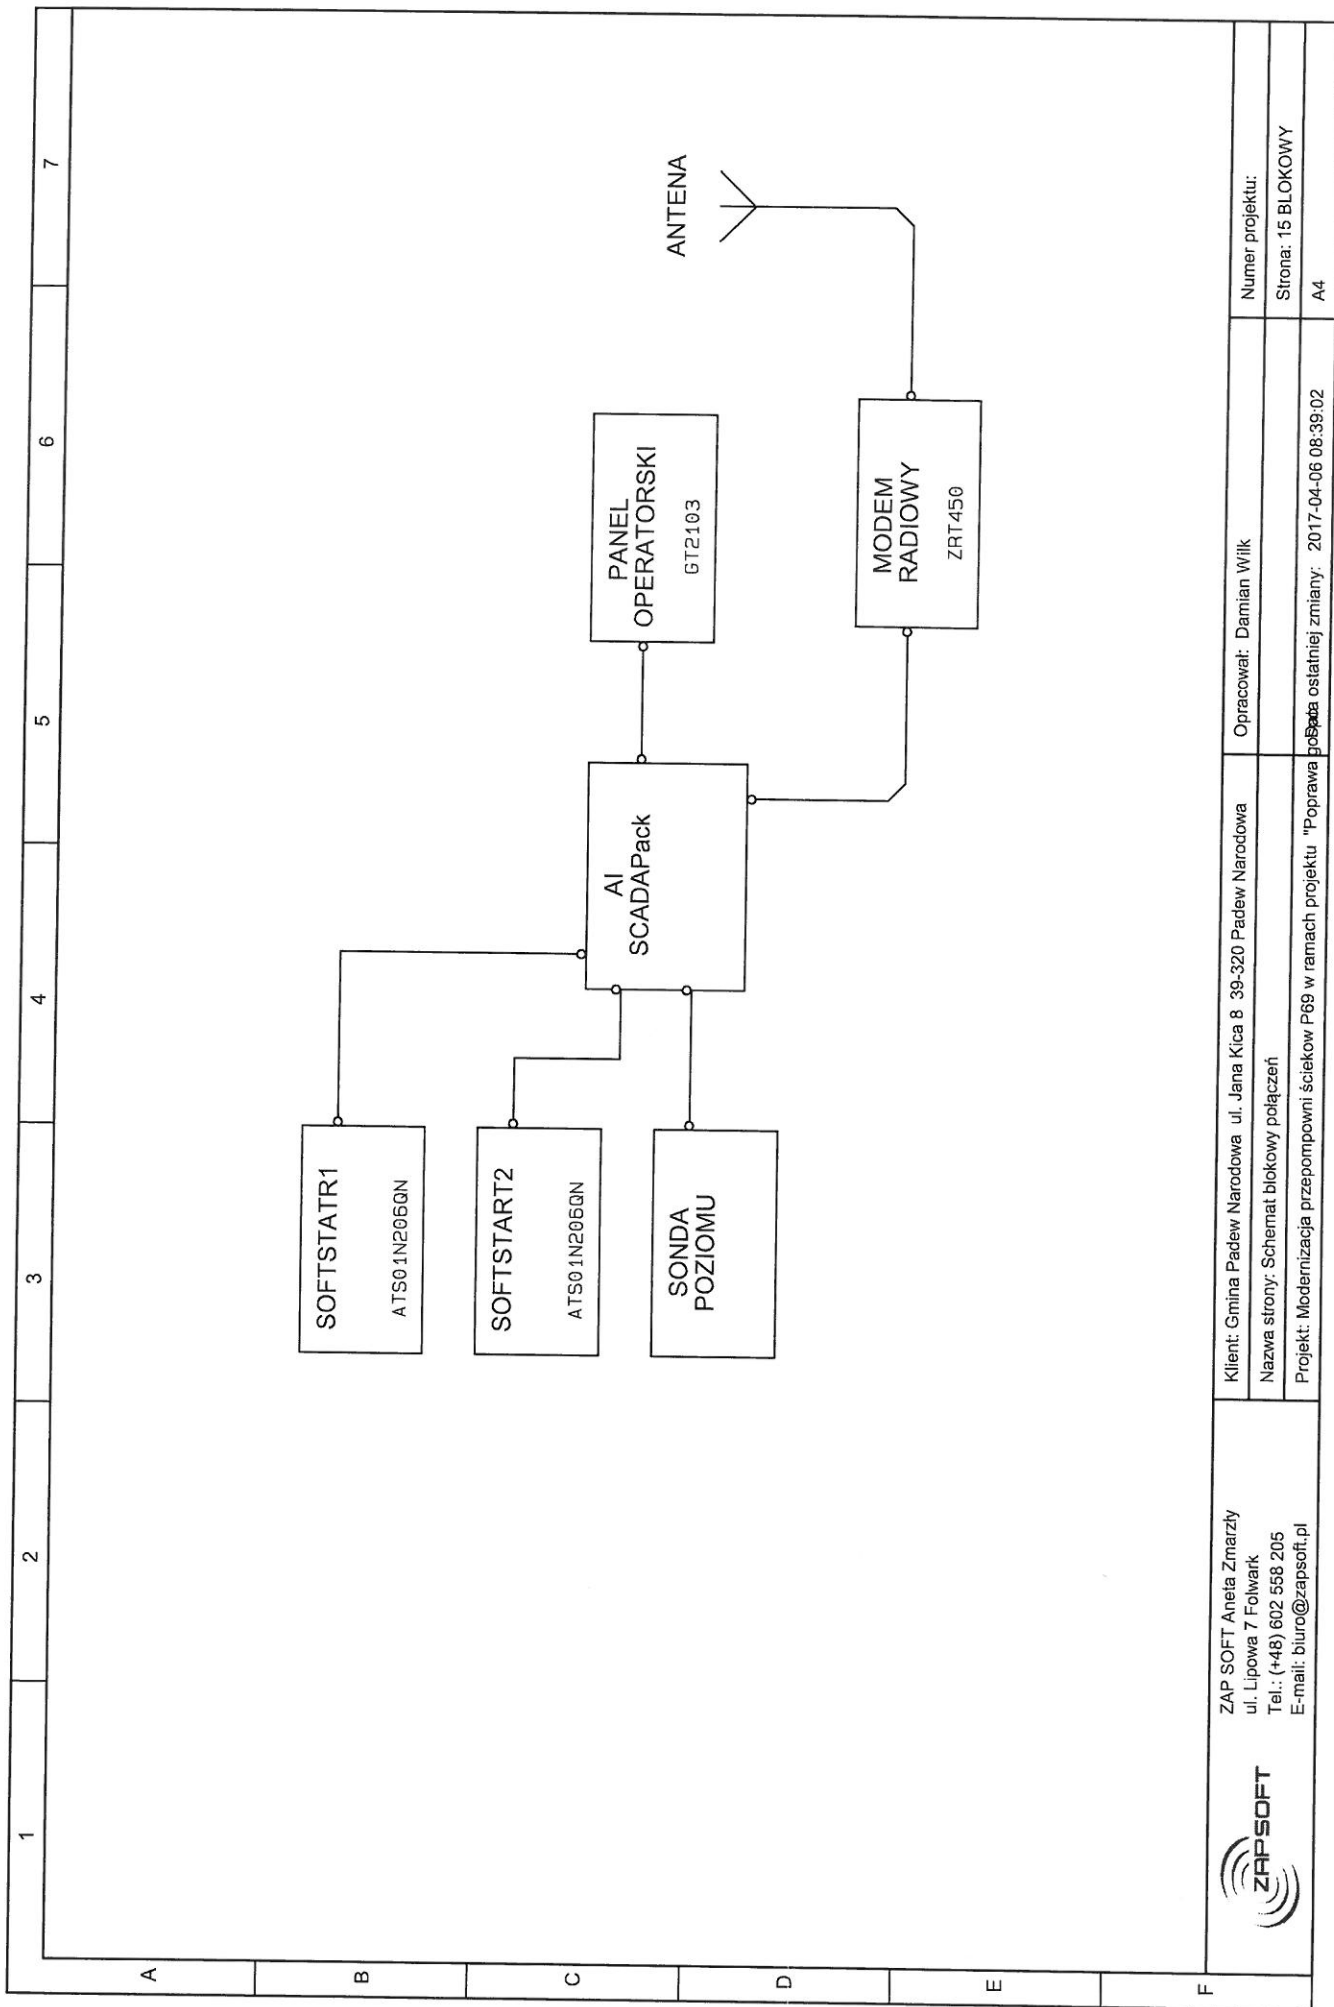 1 2 3 4 5 6 7
A
B
C
D
E
F
SOFTSTATR1
ATS01N206QN
SOFTSTART2
ATS01N206QN
SONDA
POZIOMU
AI
SCADAPack
PANEL
OPERATORSKI
GT2103
MODEM
RADIOWY
ZRT450
ANTENA
ZAPSOFT
ZAP SOFT Aneta Zmarzły
ul. Lipowa 7 Folwark
Tel.: (+48) 602 558 205
E-mail: biuro@zapsoft.pl
Klient: Gmina Padew Narodowa ul. Jana Kica 8 39-320 Padew Narodowa
Opracował: Damian Wilk
Numer projektu:
Nazwa strony: Schemat blokowy połączeń
Strona: 15 BLOKOWY
Projekt: Modernizacja przepompowni ściekow P69 w ramach projektu "Poprawa
ostatniej zmiany: 2017-04-06 08:39:02
A4